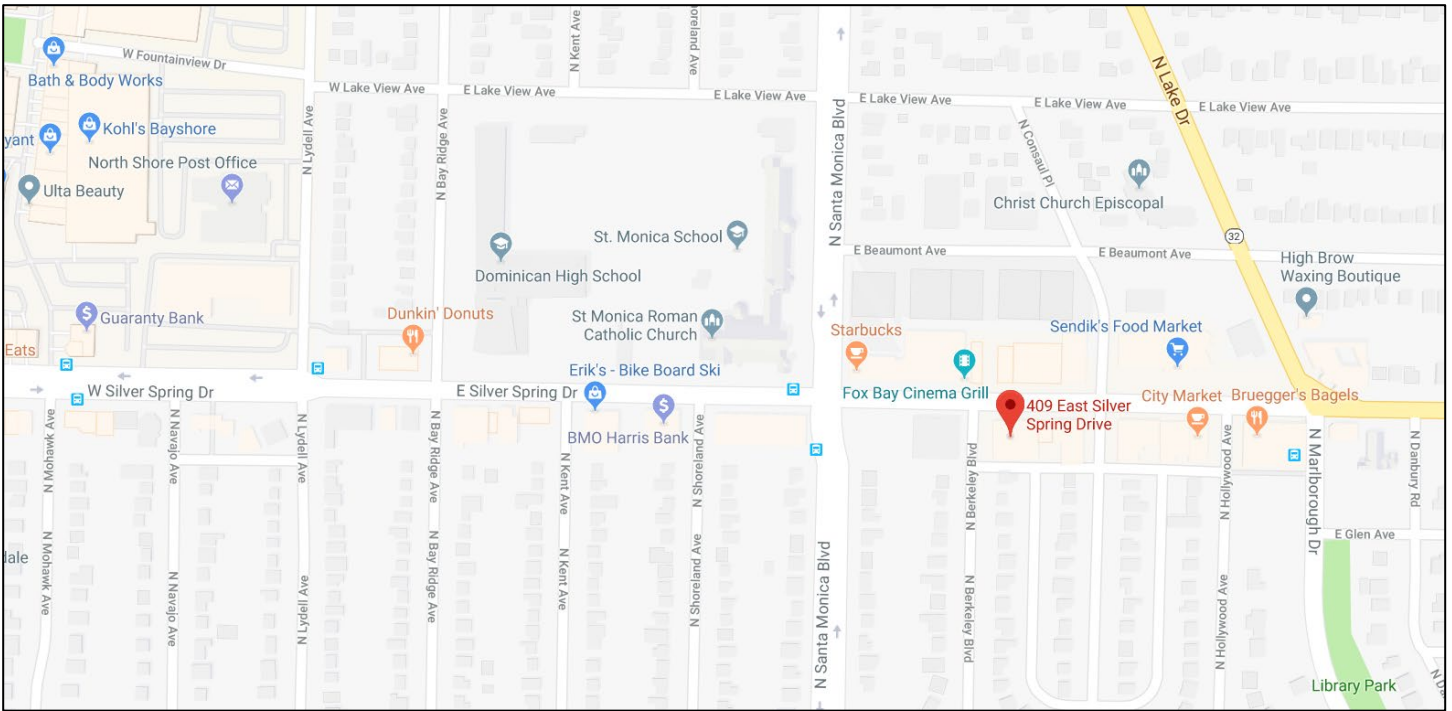 W Fountainview Dr
Bath & Body Works
N Kent Ave
oreland Ave
W Lake View Ave
E Lake View Ave
E Lake View Ave
E Lake View Ave
E Lake View Ave
E Lake View Ave
N Lake Dr
yant
Kohl's Bayshore
North Shore Post Office
Ulta Beauty
N Lydell Ave
N Bay Ridge Ave
N Santa Monica Blvd
N Consaul Pl
Christ Church Episcopal
St. Monica School
Dominican High School
32
E Beaumont Ave
E Beaumont Ave
High Brow
Waxing Boutique
Guaranty Bank
Dunkin' Donuts
St Monica Roman
Catholic Church
Starbucks
Sendik's Food Market
Eats
Erik's - Bike Board Ski
Fox Bay Cinema Grill
W Silver Spring Dr
E Silver Spring Dr
BMO Harris Bank
409 East Silver
Spring Drive
City Market
Bruegger's Bagels
N Mohawk Ave
N Navajo Ave
N Lydell Ave
N Bay Ridge Ave
N Kent Ave
N Shoreland Ave
N Berkeley Blvd
N Hollywood Ave
N Marlborough Dr
N Danbury Rd
E Glen Ave
dale
N Mohawk Ave
N Navajo Ave
N Lydell Ave
N Bay Ridge Ave
N Kent Ave
N Shoreland Ave
N Santa Monica Blvd
N Berkeley Blvd
N Hollywood Ave
Library Park